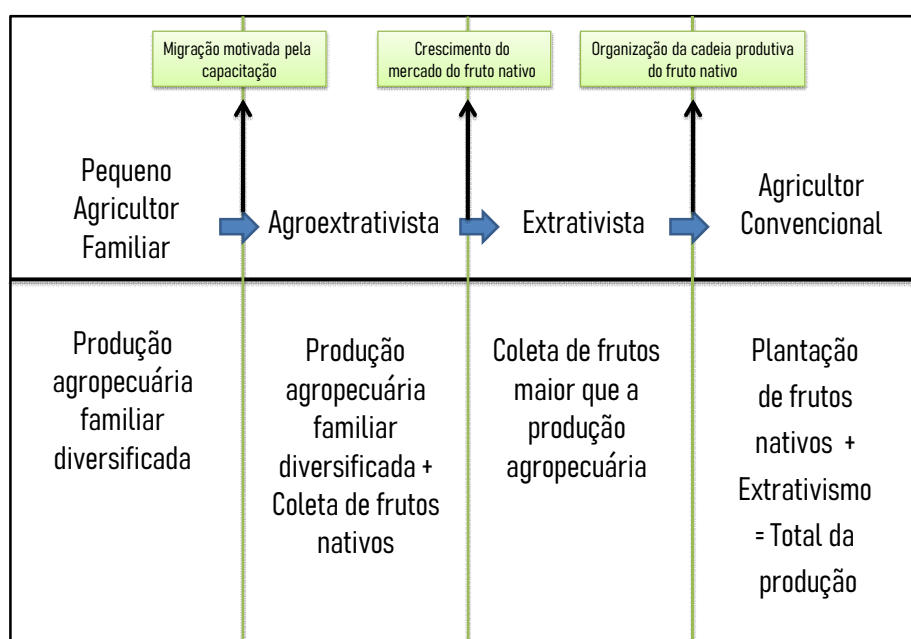 Migração motivada pela
capacitação
Crescimento do
mercado do fruto nativo
Organização da cadeia produtiva
do fruto nativo
Pequeno
Agricultor
Familiar
Agroextrativista
Extrativista
Agricultor
Convencional
Produção
agropecuária
familiar
diversificada
Produção
agropecuária
familiar
diversificada +
Coleta de frutos
nativos
Coleta de frutos
maior que a
produção
agropecuária
Plantação
de frutos
nativos +
Extrativismo
= Total da
produção